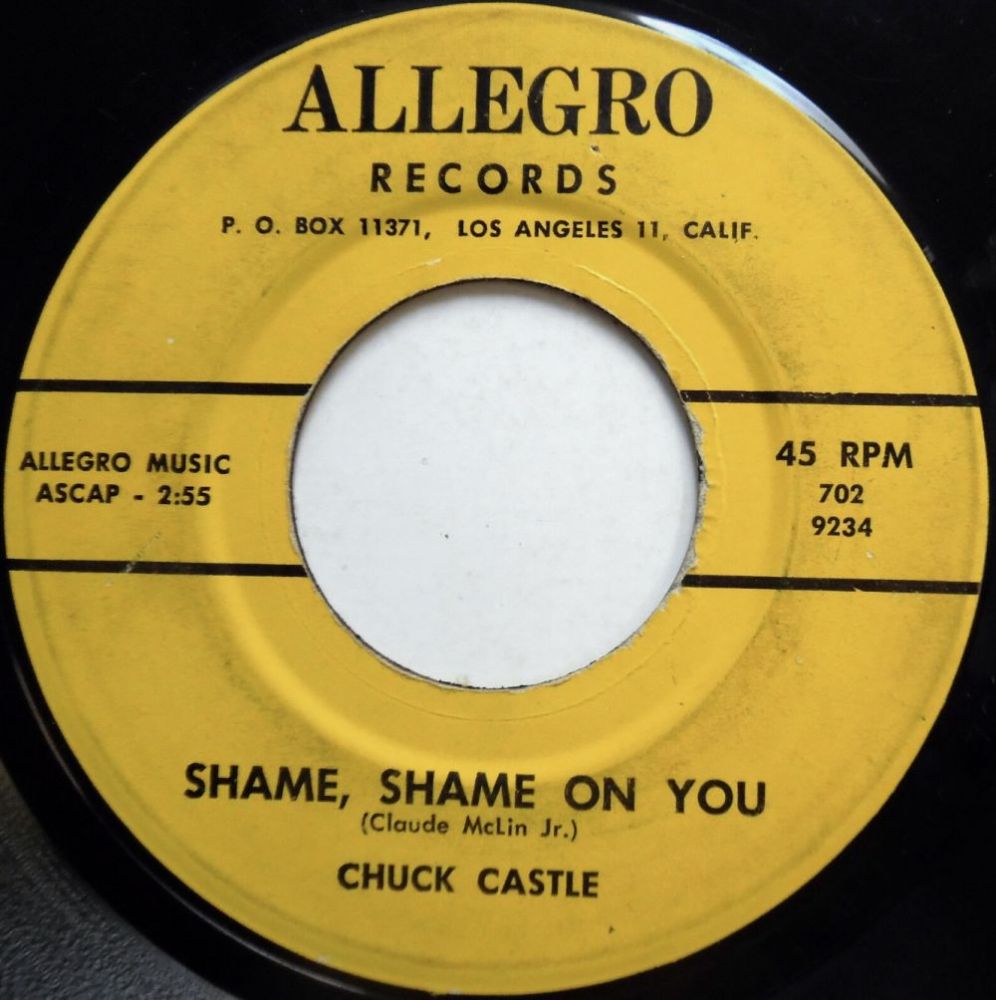 ALLEGRO
RECORDS
P. O. BOX 11371, LOS ANGELES 11, CALIF.
ALLEGRO MUSIC
ASCAP - 2:55
45 RPM
702
9234
SHAME, SHAME ON YOU
(Claude McLin Jr.)
CHUCK CASTLE